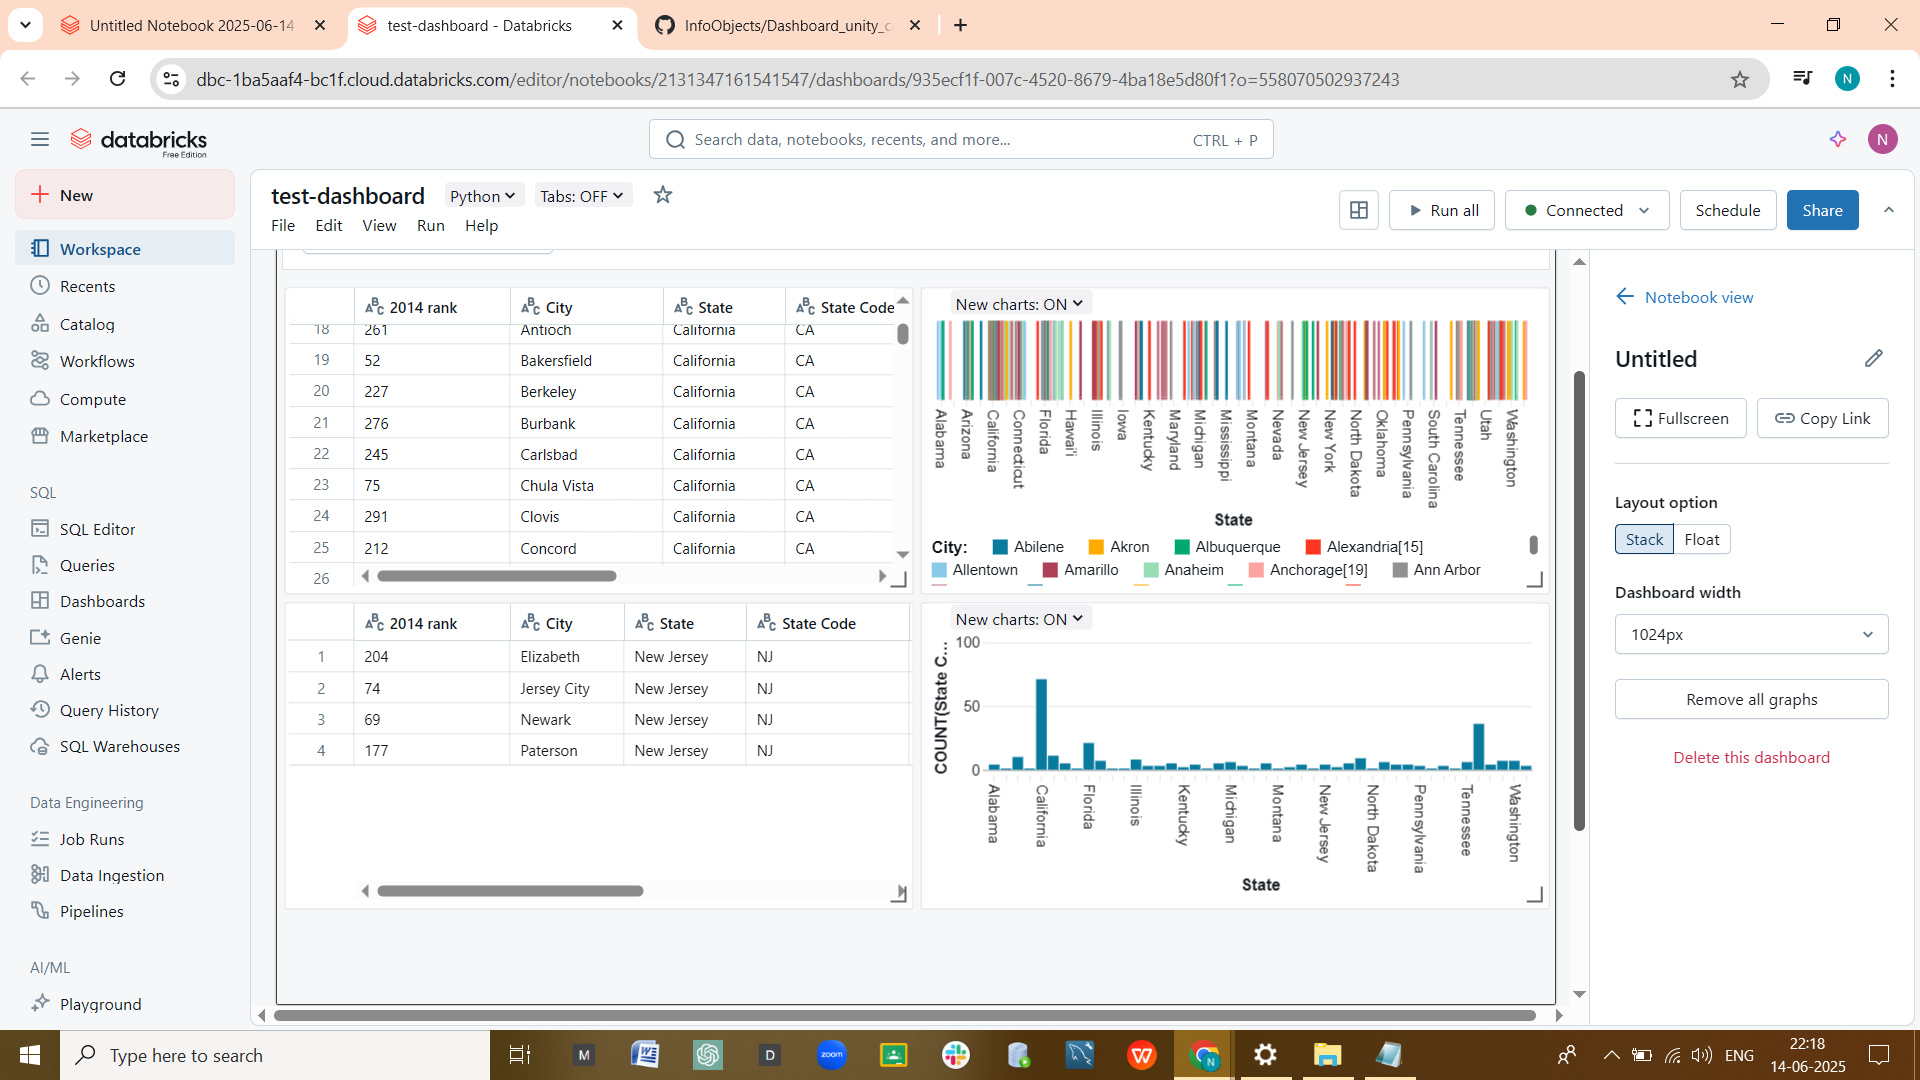 Untitled Notebook 2025-06-14
test-dashboard - Databricks
InfoObjects/Dashboard_unity_c
dbc-1ba5aaf4-bc1f.cloud.databricks.com/editor/notebooks/2131347161541547/dashboards/935ecf1f-007c-4520-8679-4ba18e5d80f1?o=558070502937243
N
databricks
Free Edition
Search data, notebooks, recents, and more...
CTRL + P
N
New
Workspace
Recents
Catalog
Workflows
Compute
Marketplace
SQL
SQL Editor
Queries
Dashboards
Genie
Alerts
Query History
SQL Warehouses
Data Engineering
Job Runs
Data Ingestion
Pipelines
AI/ML
Playground
test-dashboard
Python
Tabs: OFF
File Edit View Run Help
Run all
Connected
Schedule
Share
2014 rank City State State Code
18 261 Antioch California CA
19 52 Bakersfield California CA
20 227 Berkeley California CA
21 276 Burbank California CA
22 245 Carlsbad California CA
23 75 Chula Vista California CA
24 291 Clovis California CA
25 212 Concord California CA
26
New charts: ON
Alabama Arizona California Connecticut Florida Hawai'i Illinois Iowa Kentucky Maryland Michigan Mississippi Montana Nevada New Jersey New York North Dakota Oklahoma Pennsylvania South Carolina Tennessee Utah Washington
State
City: Abilene Akron Albuquerque Alexandria[15]
Allentown Amarillo Anaheim Anchorage[19] Ann Arbor
2014 rank City State State Code
1 204 Elizabeth New Jersey NJ
2 74 Jersey City New Jersey NJ
3 69 Newark New Jersey NJ
4 177 Paterson New Jersey NJ
New charts: ON
COUNT(State C...
100
50
0
Alabama California Florida Illinois Kentucky Michigan Montana New Jersey North Dakota Pennsylvania Tennessee Washington
State
Notebook view
Untitled
Fullscreen
Copy Link
Layout option
Stack Float
Dashboard width
1024px
Remove all graphs
Delete this dashboard
Type here to search
M
D
zoom
N
ENG
22:18
14-06-2025